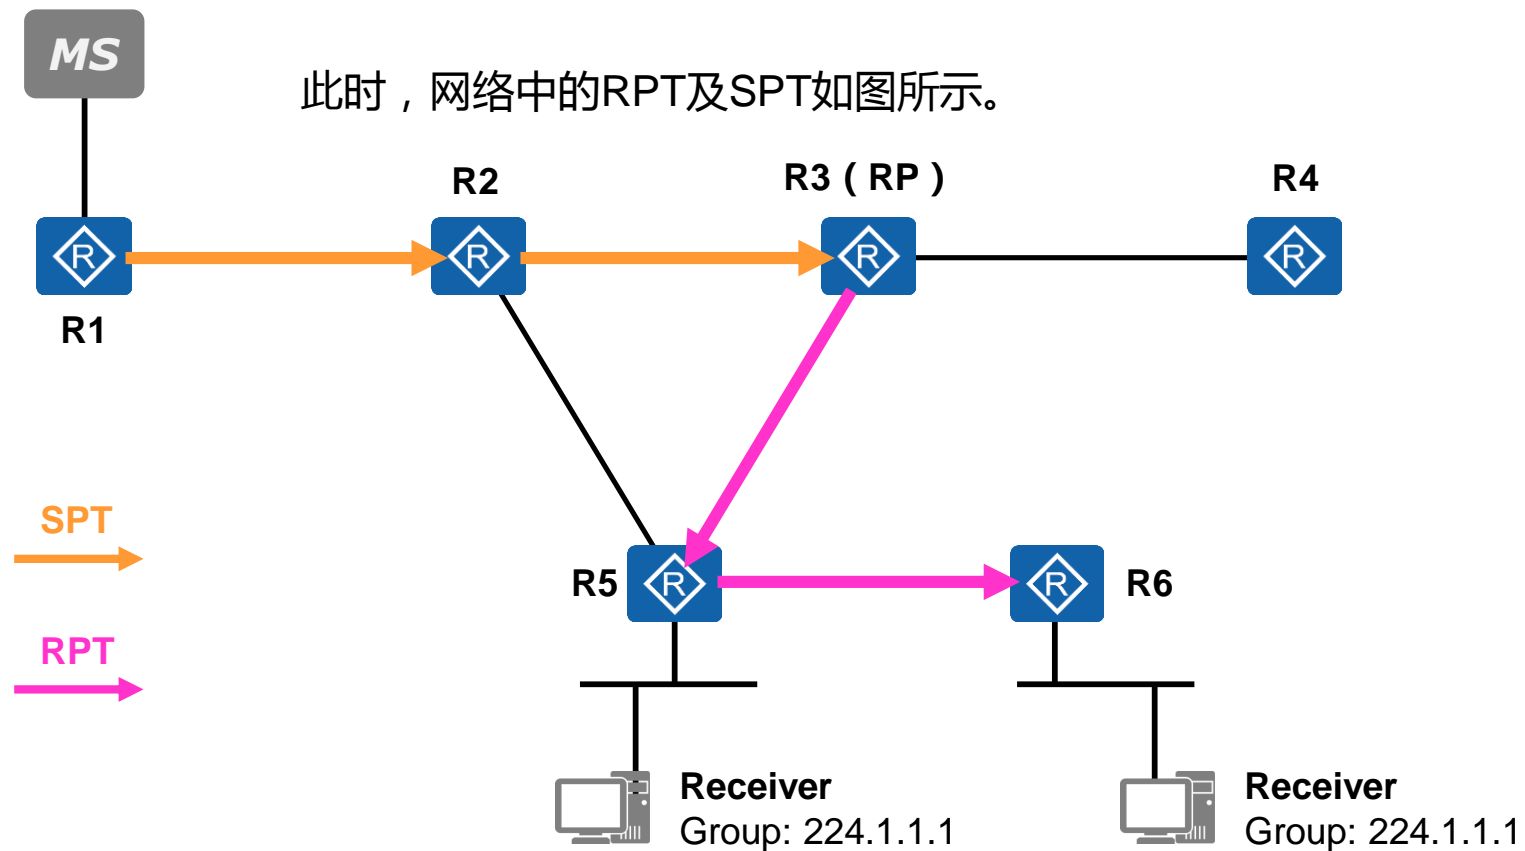 MS
此时，网络中的RPT及SPT如图所示。
R2
R3（RP）
R4
R
R
R
R
R1
SPT
R5
R
R
R6
RPT
Receiver
Group: 224.1.1.1
Receiver
Group: 224.1.1.1